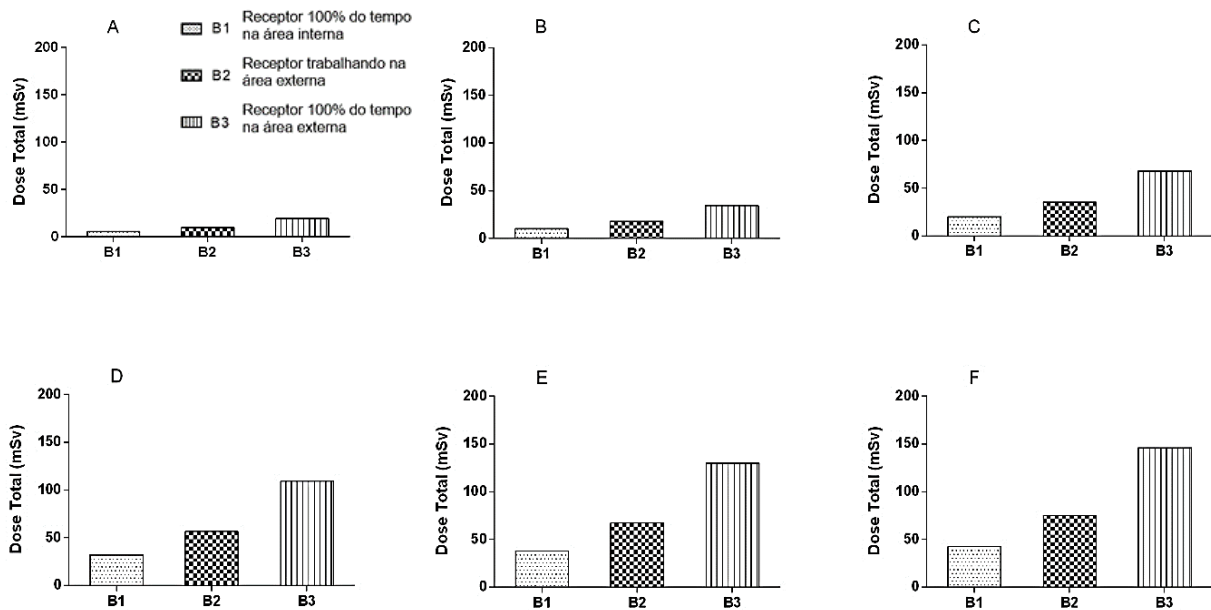 A
B1 Receptor 100% do tempo
na área interna
B2 Receptor trabalhando na
área externa
B3 Receptor 100% do tempo
na área externa
Dose Total (mSv)
200
150
100
50
0
B1 B2 B3
B
Dose Total (mSv)
200
150
100
50
0
B1 B2 B3
C
Dose Total (mSv)
200
150
100
50
0
B1 B2 B3
D
Dose Total (mSv)
200
150
100
50
0
B1 B2 B3
E
Dose Total (mSv)
200
150
100
50
0
B1 B2 B3
F
Dose Total (mSv)
200
150
100
50
0
B1 B2 B3